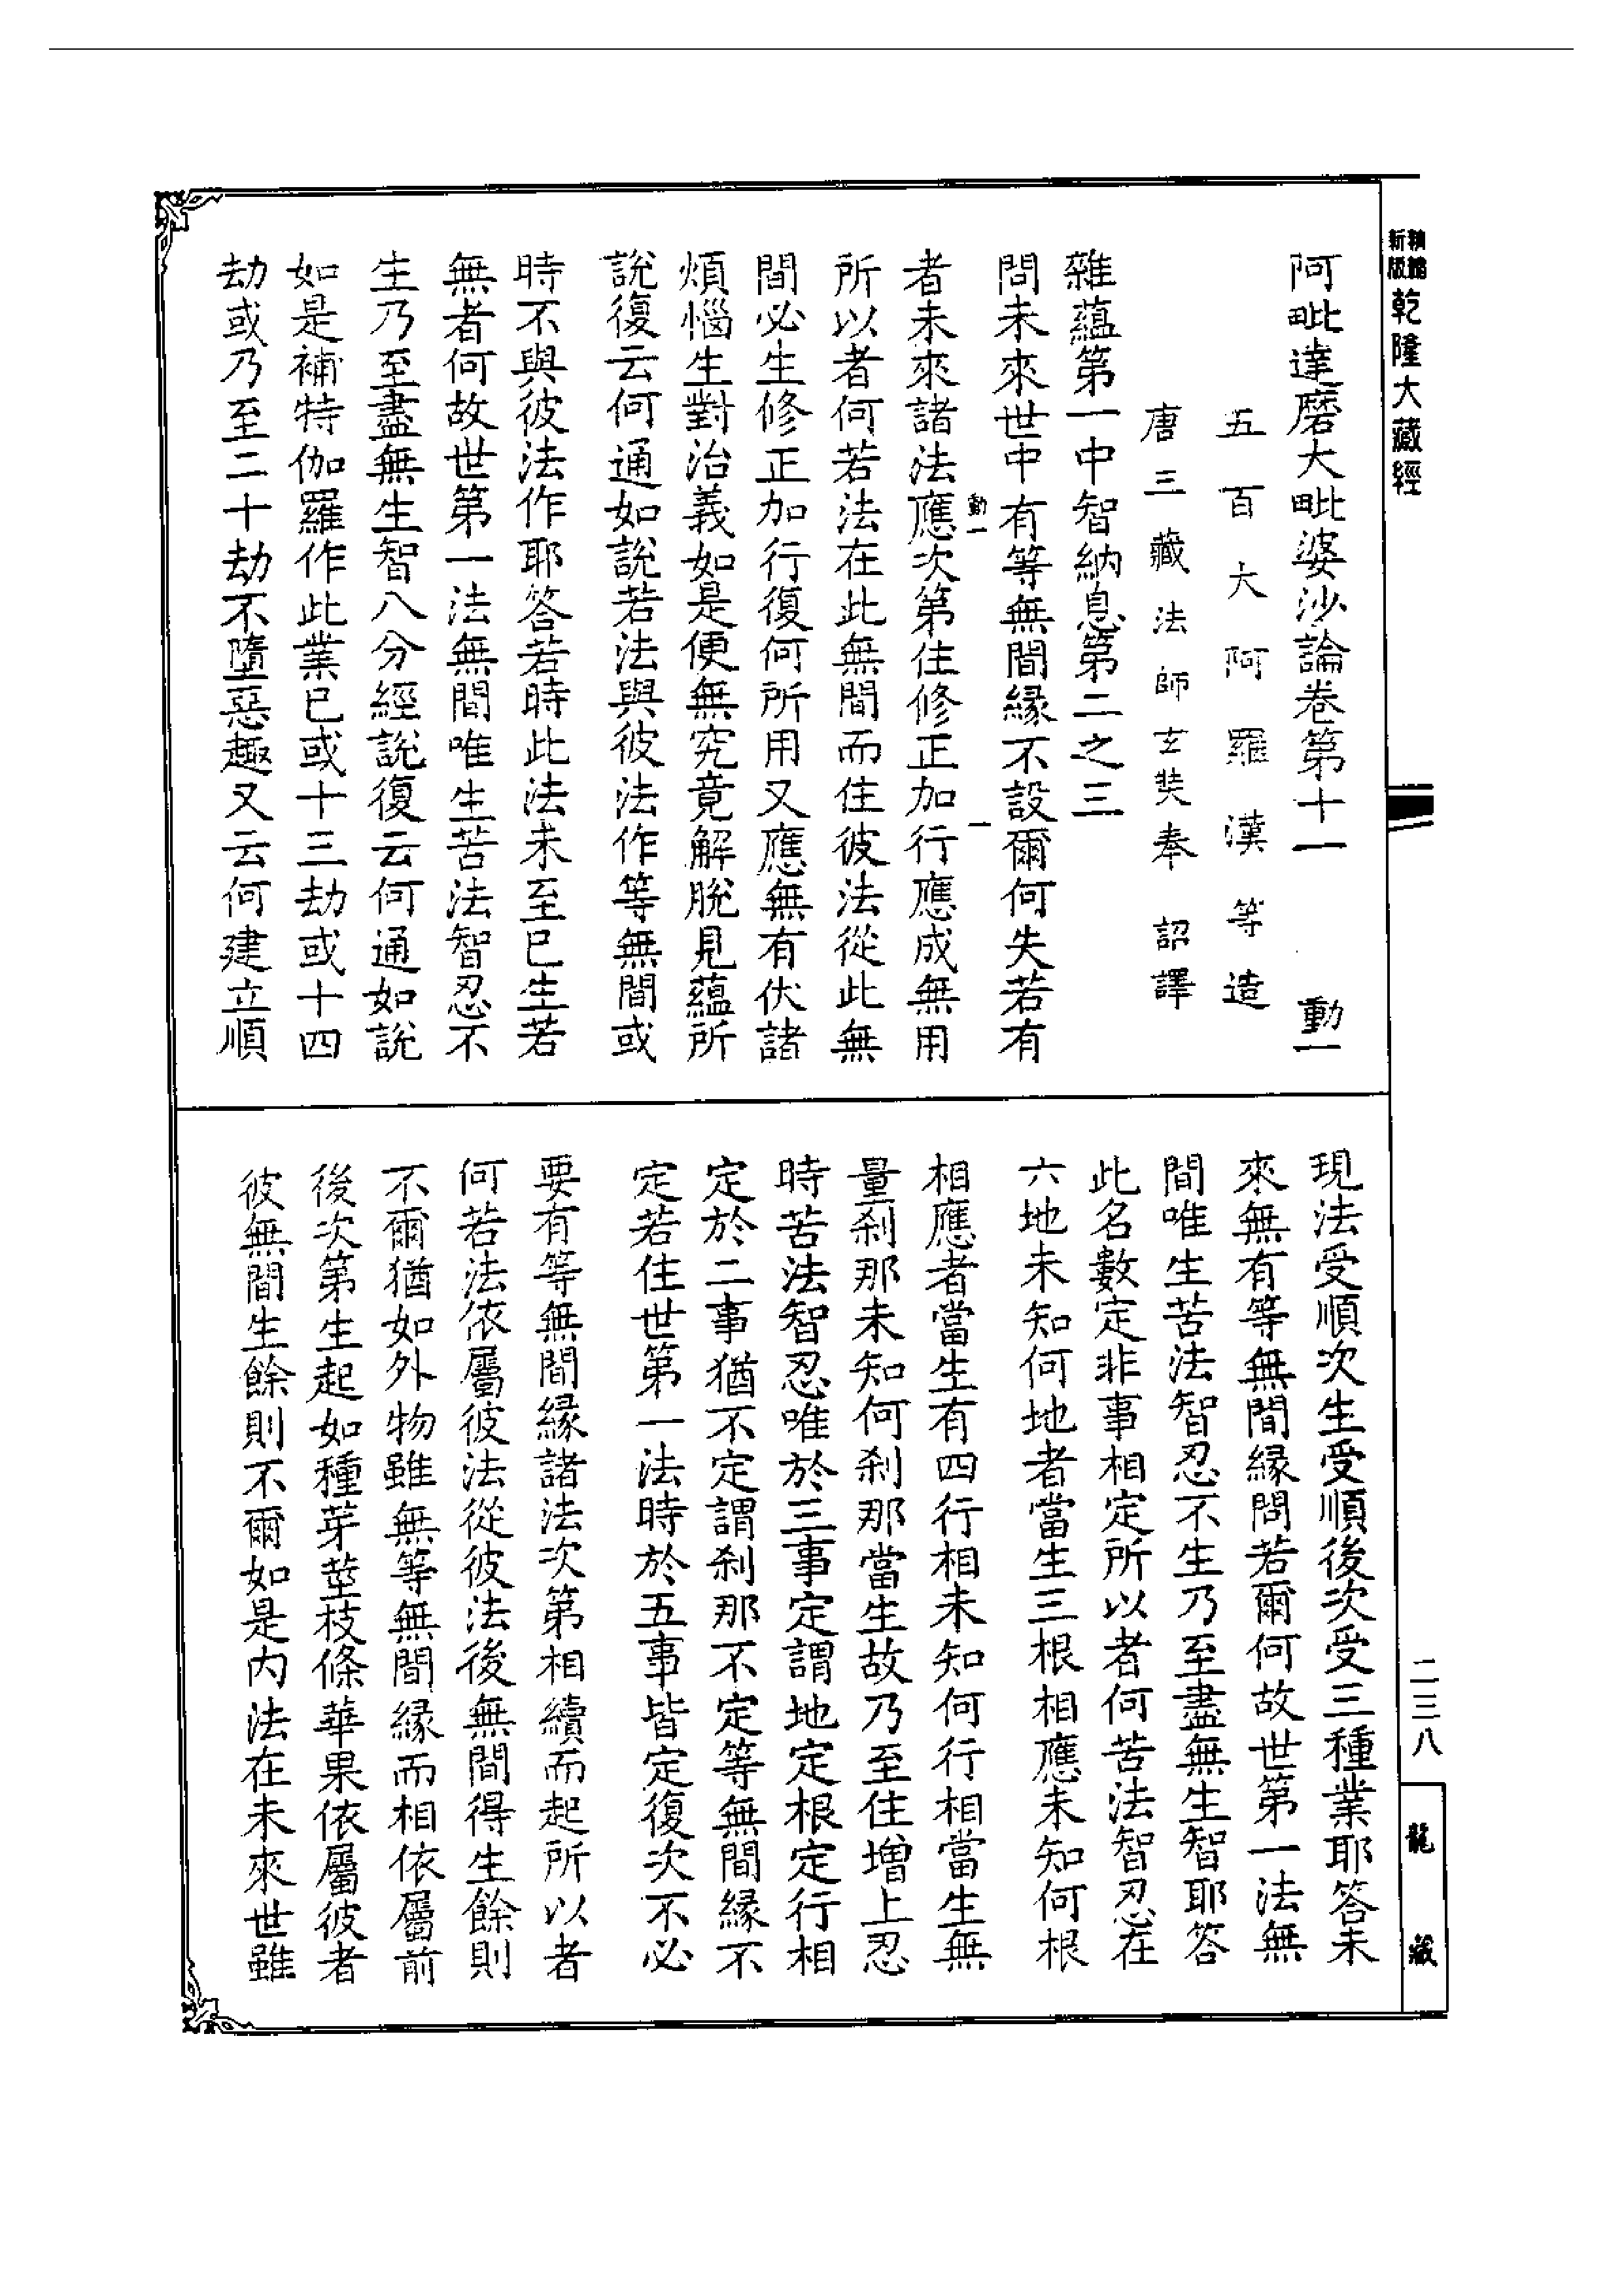 新版
精縮
乾隆大藏經
阿毗達磨大毗婆沙論卷第十一 動一
五百大阿羅漢等造
唐三藏法師玄奘奉 詔譯
雜蘊第一中智納息第二之三
問未來世中有等無間緣不設爾何失若有
動一 一
者未來諸法應次第住修正加行應成無用
所以者何若法在此無間而住彼法從此無
間必生修正加行復何所用又應無有伏諸
煩惱生對治義如是便無究竟解脫見蘊所
說復云何通如說若法與彼法作等無間或
時不與彼法作耶答若時此法未至已生若
無者何故世第一法無間唯生苦法智忍不
生乃至盡無生智八分經說復云何通如說
如是補特伽羅作此業已或十三劫或十四
劫或乃至二十劫不墮惡趣又云何建立順
現法受順次生受順後次受三種業耶答未
來無有等無間緣問若爾何故世第一法無
間唯生苦法智忍不生乃至盡無生智耶答
此名數定非事相定所以者何苦法智忍在
六地未知何地者當生三根相應未知何根
相應者當生有四行相未知何行相當生無
量剎那未知何剎那當生故乃至住增上忍
時苦法智忍唯於三事定謂地定根定行相
定於二事猶不定謂剎那不定等無間緣不
定若住世第一法時於五事皆定復次不必
要有等無間緣諸法次第相續而起所以者
何若法依屬彼法從彼法後無間得生餘則
不爾猶如外物雖無等無間緣而相依屬前
後次第生起如種芽莖枝條華果依屬彼者
彼無間生餘則不爾如是內法在未來世雖
二三八
龍藏